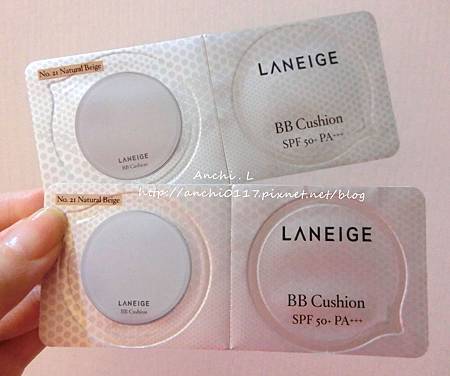 No. 21 Natural Beige
LANEIGE
BB Cushion
LANEIGE
BB Cushion
SPF 50+ PA+++
Anchi . L
http://anchi0117.pixnet.net/blog
No. 21 Natural Beige
LANEIGE
BB Cushion
LANEIGE
BB Cushion
SPF 50+ PA+++